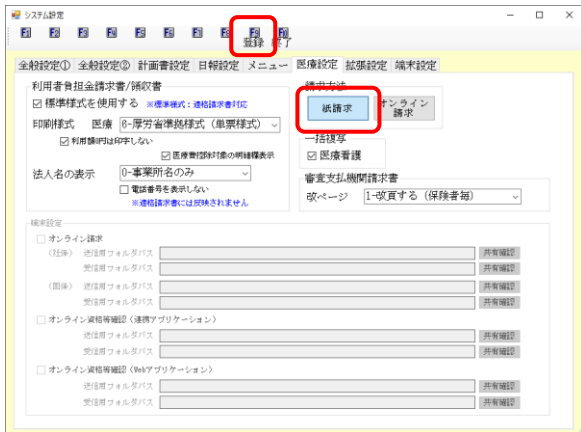 システム設定
F1 F2 F3 F4 F5 F6 F7 F8 F9 F10
登録 終了
全般設定① 全般設定② 計画書設定 日報設定 メニュー 医療設定 拡張設定 端末設定
利用者負担金請求書/領収書
標準様式を使用する ※標準様式：適格請求書対応
印刷様式 医療 6-厚労省準拠様式（単票様式）
利用額0円は印字しない
医療費控除対象の明細欄表示
法人名の表示 0-事業所名のみ
電話番号を表示しない
※適格請求書には反映されません
請求方法
紙請求 オンライン請求
一括複写
医療看護
審査支払機関請求書
改ページ 1-改頁する（保険者毎）
端末設定
オンライン請求
（社保） 送信用フォルダパス 共有確認
受信用フォルダパス 共有確認
（国保） 送信用フォルダパス 共有確認
受信用フォルダパス 共有確認
オンライン資格等確認（連携アプリケーション）
送信用フォルダパス 共有確認
受信用フォルダパス 共有確認
オンライン資格等確認（Webアプリケーション）
送信用フォルダパス 共有確認
受信用フォルダパス 共有確認